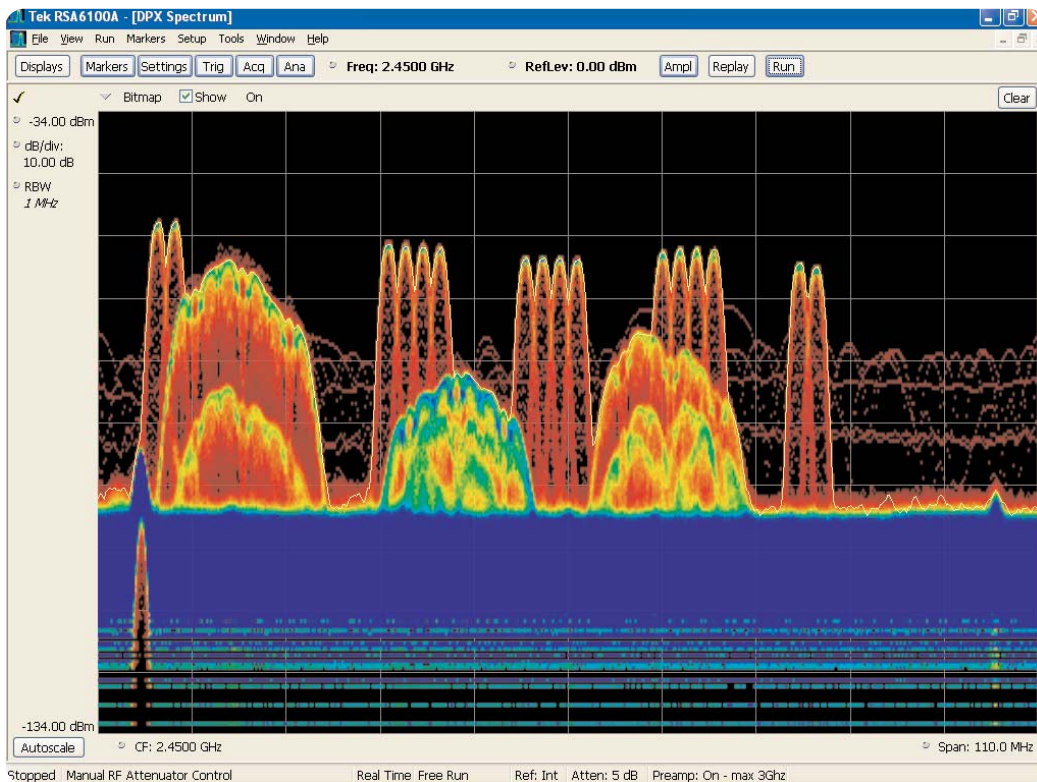 Tek RSA6100A - [DPX Spectrum]
File View Run Markers Setup Tools Window Help
Displays Markers Settings Trig Acq Ana Freq: 2.4500 GHz RefLev: 0.00 dBm Ampl Replay Run
Bitmap Show On Clear
-34.00 dBm
dB/div:
10.00 dB
RBW
1 MHz
-134.00 dBm
Autoscale CF: 2.4500 GHz Span: 110.0 MHz
Stopped Manual RF Attenuator Control Real Time Free Run Ref: Int Atten: 5 dB Preamp: On - max 3Ghz